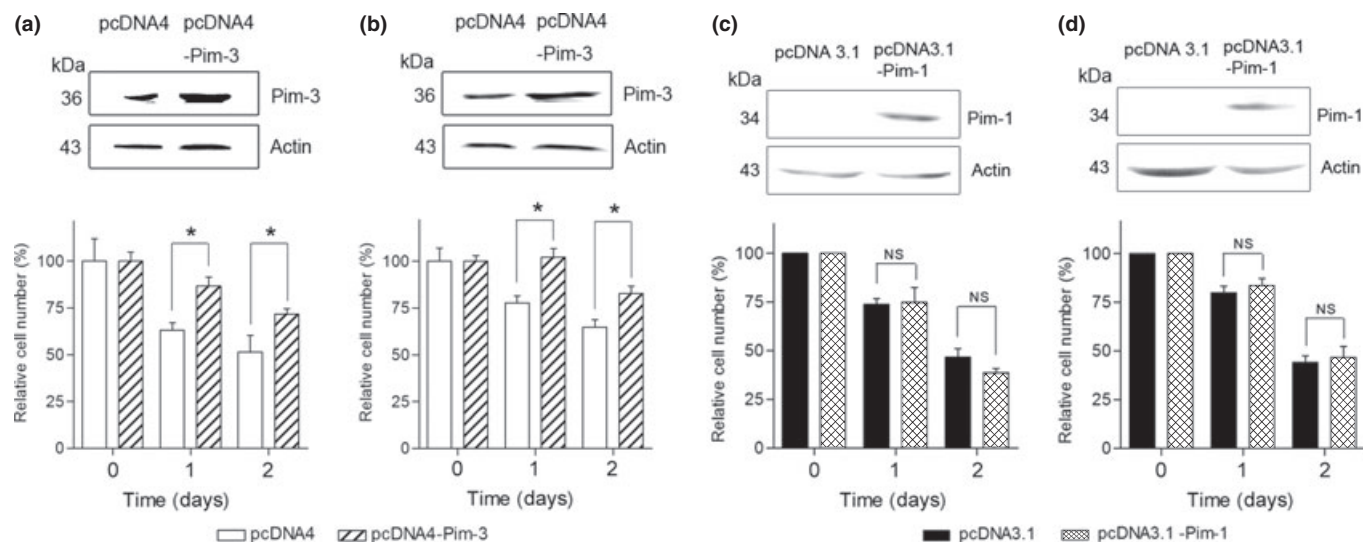 (a)
pcDNA4 pcDNA4
-Pim-3
kDa
36 Pim-3
43 Actin
Relative cell number (%)
100
75
50
25
0
* *
0 1 2
Time (days)
(b)
pcDNA4 pcDNA4
-Pim-3
kDa
36 Pim-3
43 Actin
Relative cell number (%)
100
75
50
25
0
* *
0 1 2
Time (days)
pcDNA4 pcDNA4-Pim-3
(c)
pcDNA 3.1 pcDNA3.1
-Pim-1
kDa
34 Pim-1
43 Actin
Relative cell number (%)
100
75
50
25
0
NS NS
0 1 2
Time (days)
(d)
pcDNA 3.1 pcDNA3.1
-Pim-1
kDa
34 Pim-1
43 Actin
Relative cell number (%)
100
75
50
25
0
NS NS
0 1 2
Time (days)
pcDNA3.1 pcDNA3.1 -Pim-1